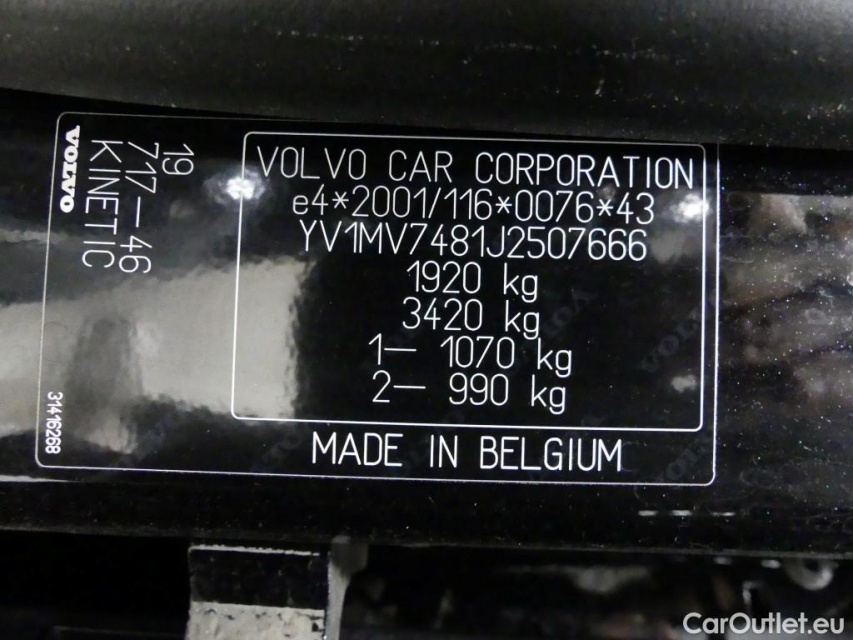 VOLVO
19
717-46
KINETIC
31416268
VOLVO CAR CORPORATION
e4*2001/116*0076*43
YV1MV7481J2507666
1920 kg
3420 kg
1— 1070 kg
2— 990 kg
MADE IN BELGIUM
CarOutlet.eu